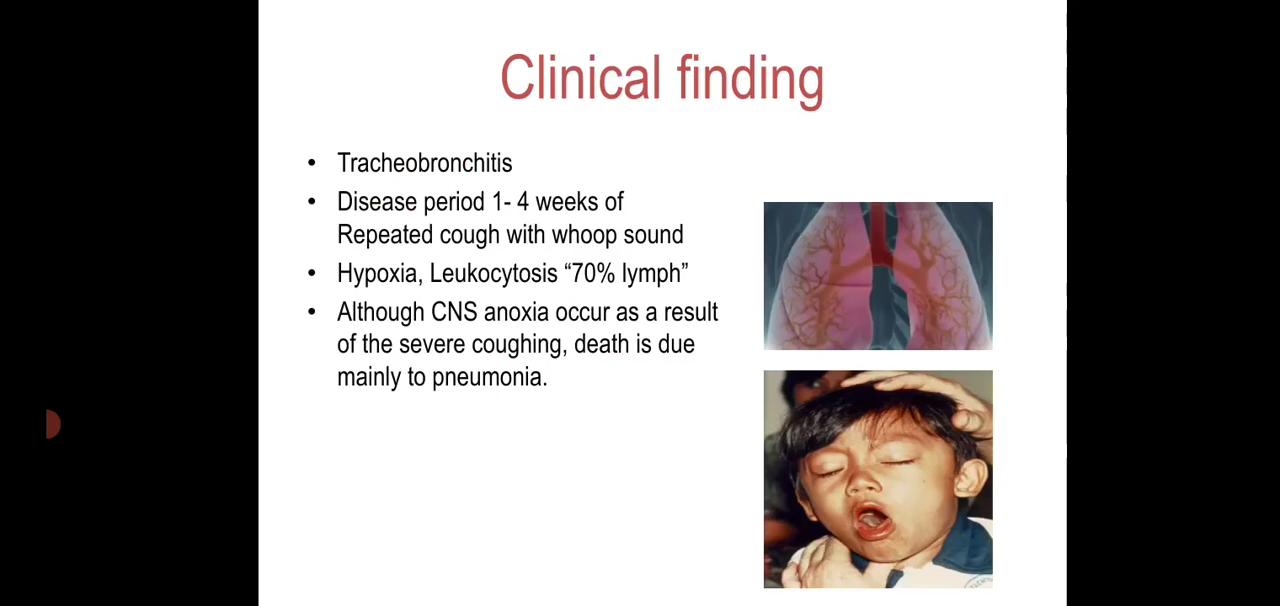 Clinical finding
• Tracheobronchitis
• Disease period 1- 4 weeks of
Repeated cough with whoop sound
• Hypoxia, Leukocytosis “70% lymph”
• Although CNS anoxia occur as a result
of the severe coughing, death is due
mainly to pneumonia.